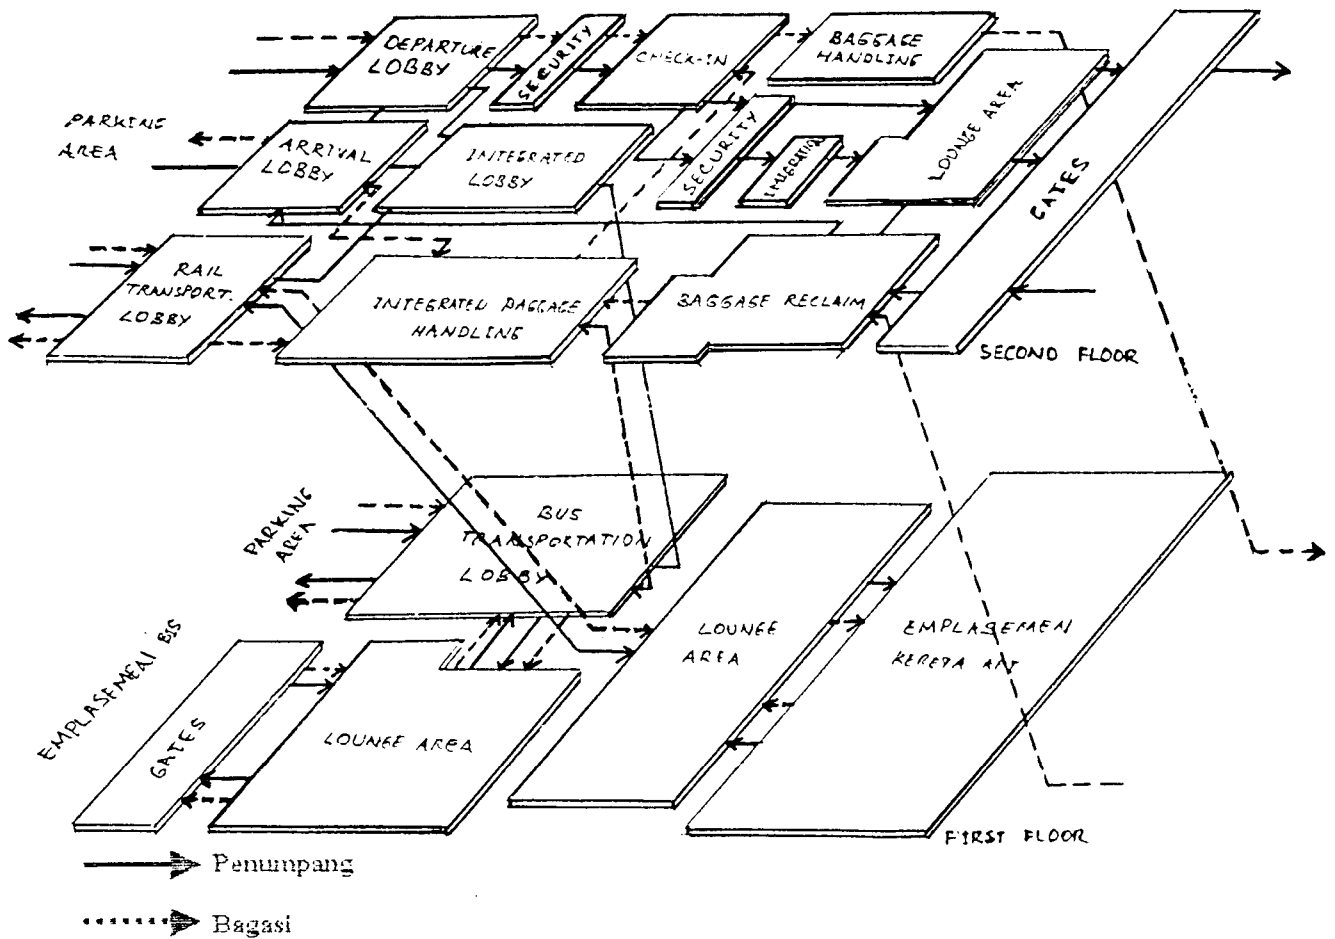 DEPARTURE
LOBBY
SECURITY
CHECK-IN
BAGGAGE
HANDLING
PARKING
AREA
ARRIVAL
LOBBY
INTEGRATED
LOBBY
SECURITY
IMIGRATION
LOUNGE AREA
GATES
RAIL
TRANSPORT.
LOBBY
INTEGRATED BAGGAGE
HANDLING
BAGGAGE RECLAIM
SECOND FLOOR
PARKING
AREA
BUS
TRANSPORTATION
LOBBY
EMPLASEMEN BIS
GATES
LOUNGE AREA
LOUNGE
AREA
EMPLASEMEN
KERETA API
FIRST FLOOR
Penumpang
Bagasi